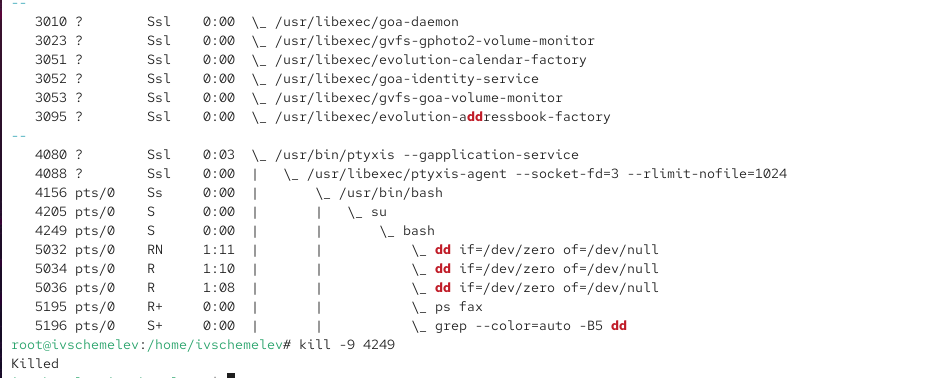 --
3010 ?        Ssl    0:00  \_ /usr/libexec/goa-daemon
3023 ?        Ssl    0:00  \_ /usr/libexec/gvfs-gphoto2-volume-monitor
3051 ?        Ssl    0:00  \_ /usr/libexec/evolution-calendar-factory
3052 ?        Ssl    0:00  \_ /usr/libexec/goa-identity-service
3053 ?        Ssl    0:00  \_ /usr/libexec/gvfs-goa-volume-monitor
3095 ?        Ssl    0:00  \_ /usr/libexec/evolution-addressbook-factory
--
4080 ?        Ssl    0:03  \_ /usr/bin/ptyxis --gapplication-service
4088 ?        Ssl    0:00  |   \_ /usr/libexec/ptyxis-agent --socket-fd=3 --rlimit-nofile=1024
4156 pts/0    Ss     0:00  |       \_ /usr/bin/bash
4205 pts/0    S      0:00  |       |   \_ su
4249 pts/0    S      0:00  |       |       \_ bash
5032 pts/0    RN     1:11  |       |           \_ dd if=/dev/zero of=/dev/null
5034 pts/0    R      1:10  |       |           \_ dd if=/dev/zero of=/dev/null
5036 pts/0    R      1:08  |       |           \_ dd if=/dev/zero of=/dev/null
5195 pts/0    R+     0:00  |       |           \_ ps fax
5196 pts/0    S+     0:00  |       |           \_ grep --color=auto -B5 dd
root@ivschemelev:/home/ivschemelev# kill -9 4249
Killed